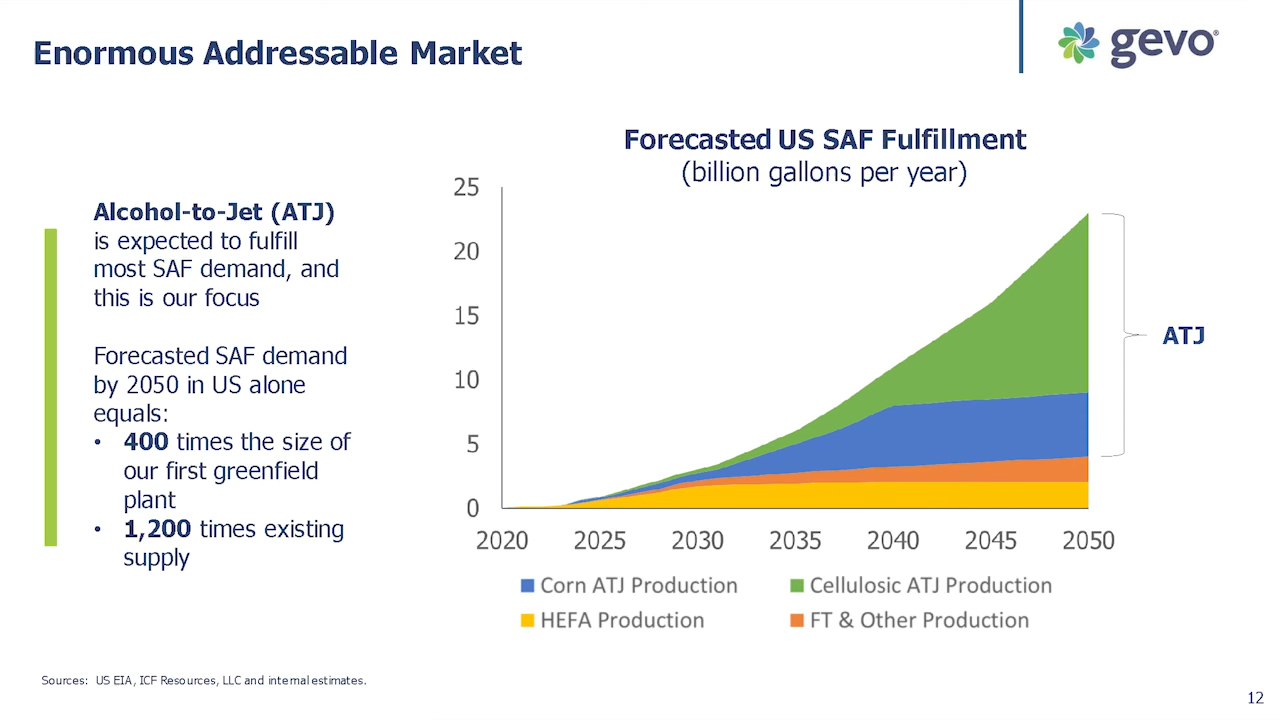 Enormous Addressable Market
gevo®
Alcohol-to-Jet (ATJ)
is expected to fulfill
most SAF demand, and
this is our focus
Forecasted SAF demand
by 2050 in US alone
equals:
• 400 times the size of
our first greenfield
plant
• 1,200 times existing
supply
Forecasted US SAF Fulfillment
(billion gallons per year)
25
20
15
10
5
0
2020 2025 2030 2035 2040 2045 2050
ATJ
Corn ATJ Production Cellulosic ATJ Production
HEFA Production FT & Other Production
Sources: US EIA, ICF Resources, LLC and internal estimates.
12